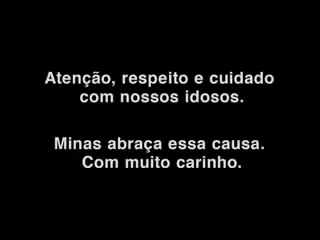 Atenção, respeito e cuidado
com nossos idosos.
Minas abraça essa causa.
Com muito carinho.